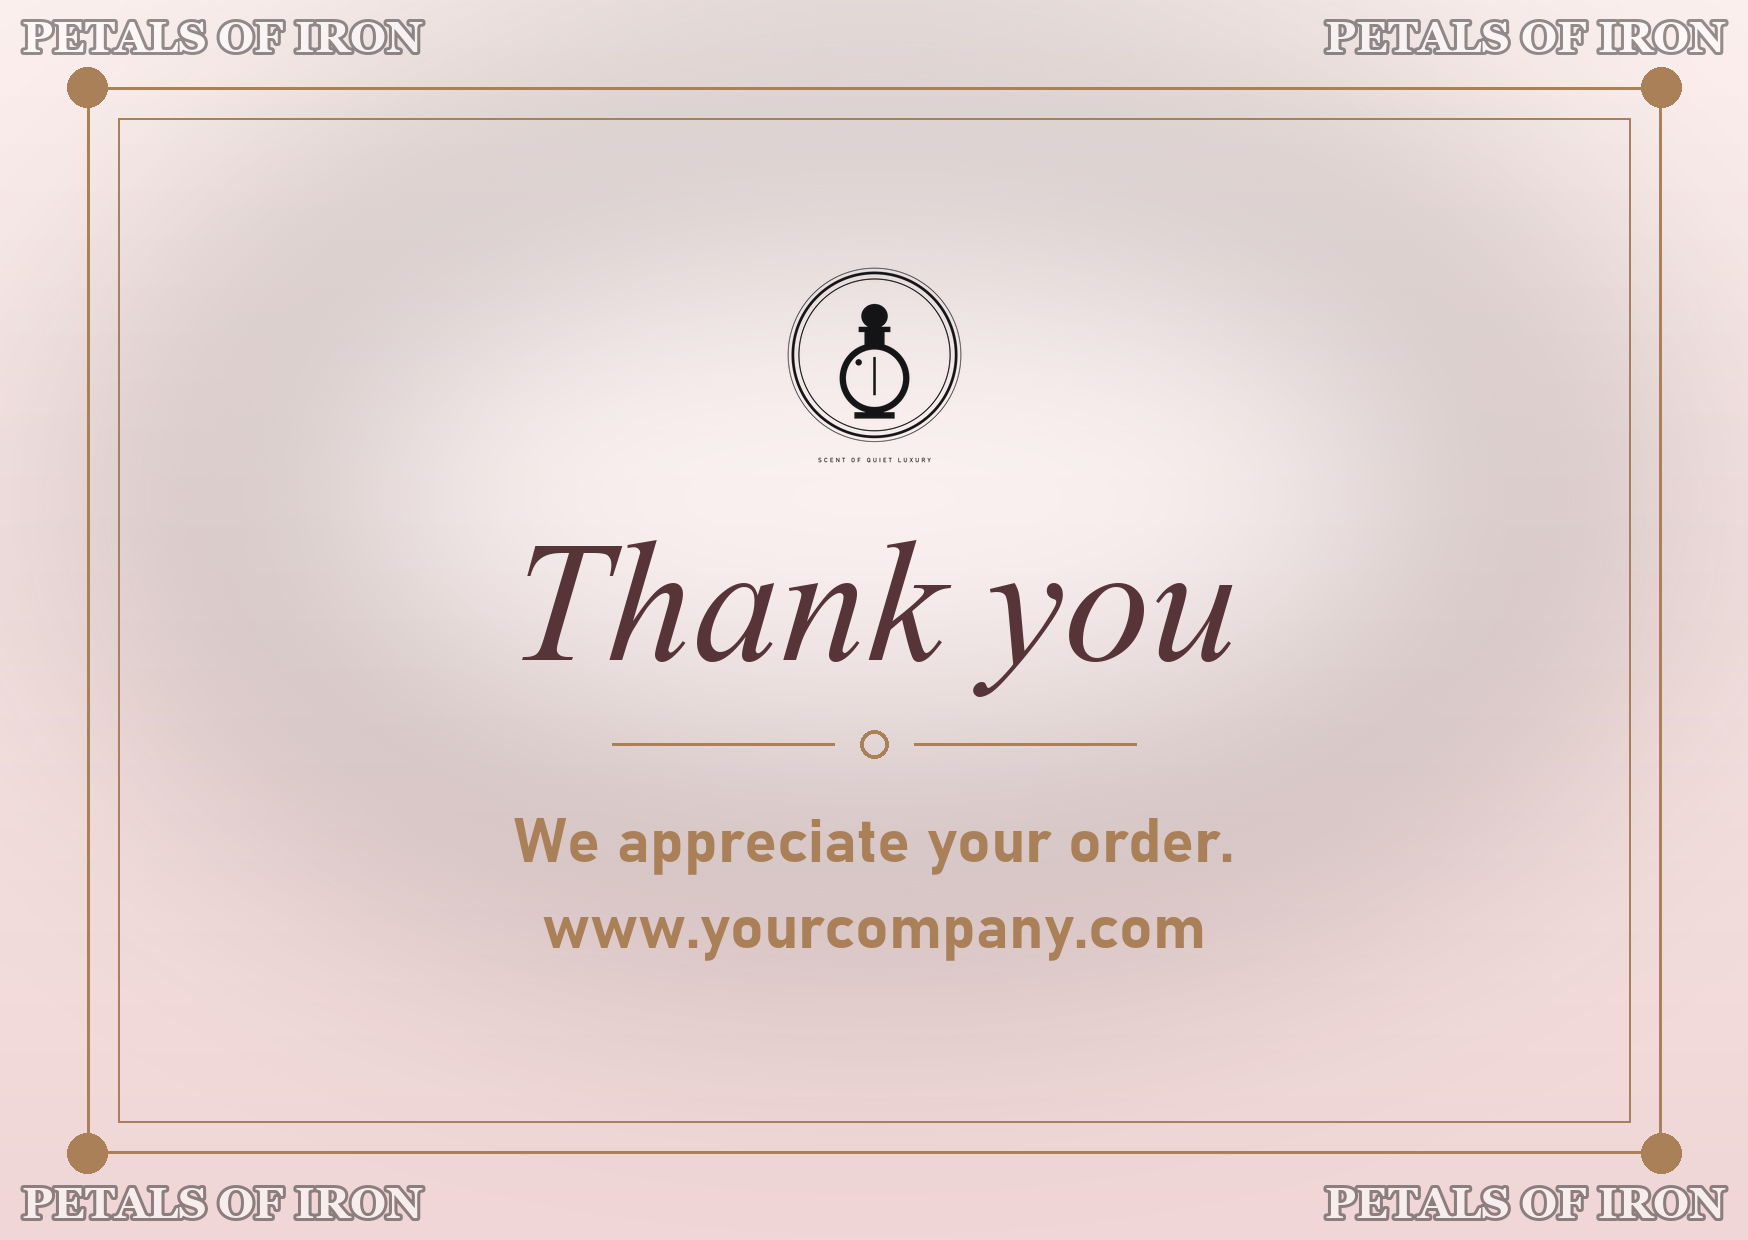 PETALS OF IRON PETALS OF IRON
SCENT OF QUIET LUXURY
Thank you
We appreciate your order.
www.yourcompany.com
PETALS OF IRON PETALS OF IRON